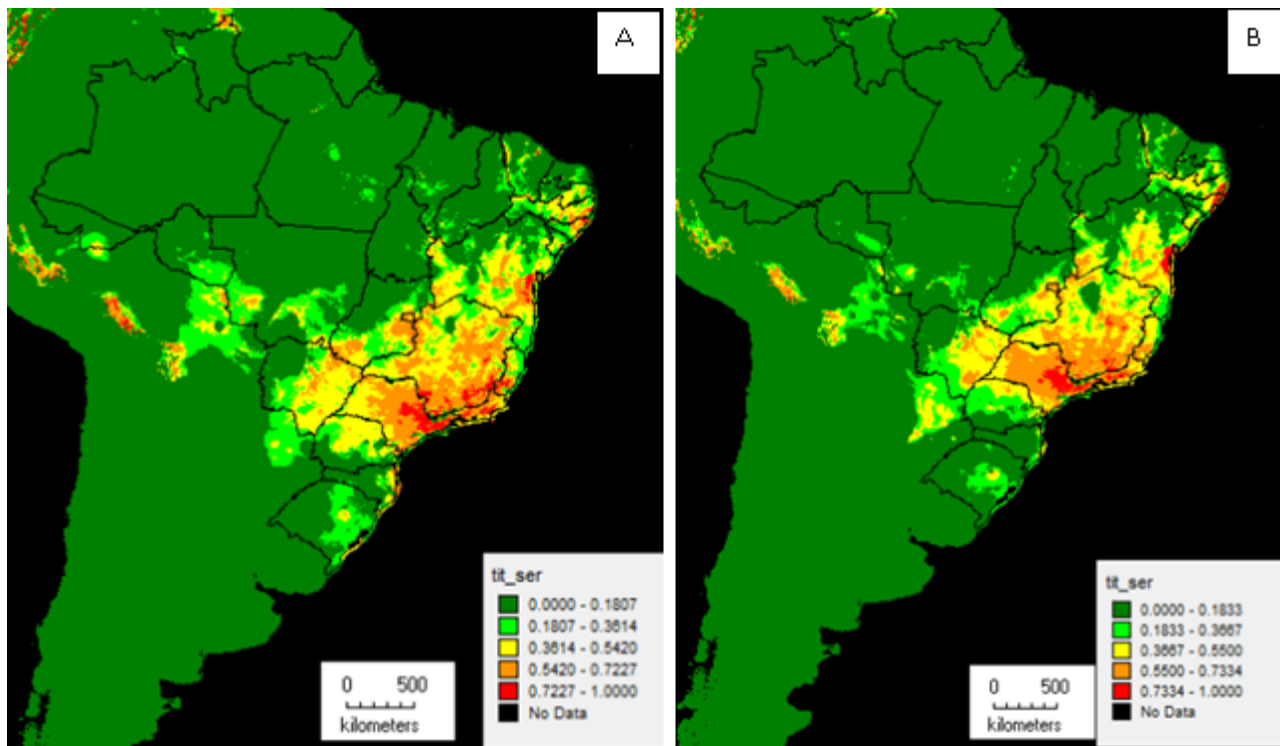 A
tit_ser
0.0000 - 0.1807
0.1807 - 0.3614
0.3614 - 0.5420
0.5420 - 0.7227
0.7227 - 1.0000
No Data
0 500
kilometers
B
tit_ser
0.0000 - 0.1833
0.1833 - 0.3667
0.3667 - 0.5500
0.5500 - 0.7334
0.7334 - 1.0000
No Data
0 500
kilometers